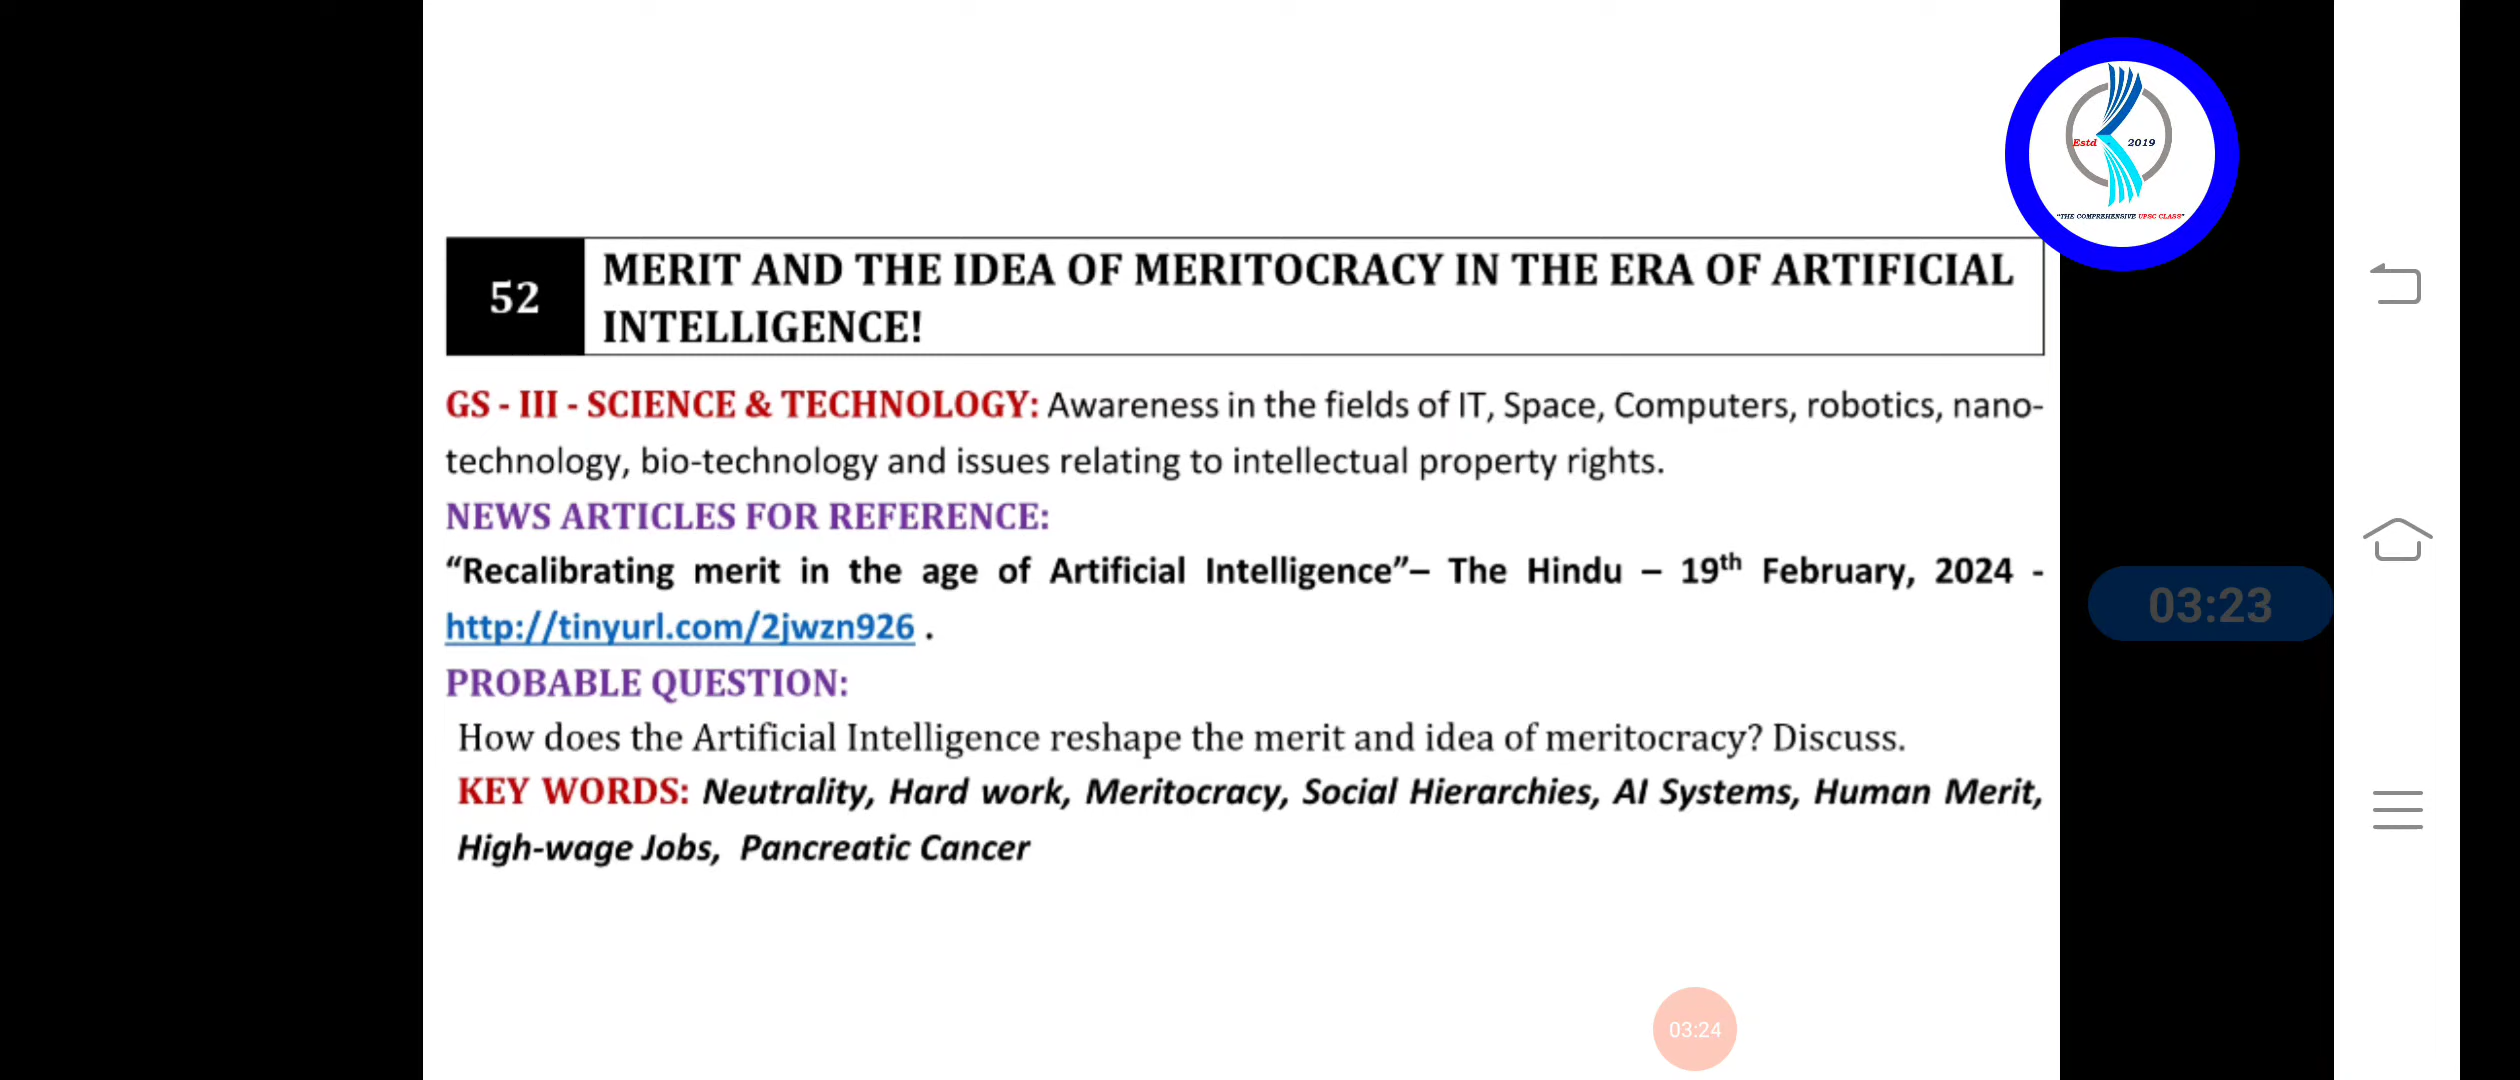 Estd 2019
"THE COMPREHENSIVE UPSC CLASS"
52
MERIT AND THE IDEA OF MERITOCRACY IN THE ERA OF ARTIFICIAL
INTELLIGENCE!
GS - III - SCIENCE & TECHNOLOGY: Awareness in the fields of IT, Space, Computers, robotics, nano-
technology, bio-technology and issues relating to intellectual property rights.
NEWS ARTICLES FOR REFERENCE:
“Recalibrating merit in the age of Artificial Intelligence”– The Hindu – 19th February, 2024 -
http://tinyurl.com/2jwzn926 .
03:23
PROBABLE QUESTION:
How does the Artificial Intelligence reshape the merit and idea of meritocracy? Discuss.
KEY WORDS: Neutrality, Hard work, Meritocracy, Social Hierarchies, AI Systems, Human Merit,
High-wage Jobs, Pancreatic Cancer
03:24